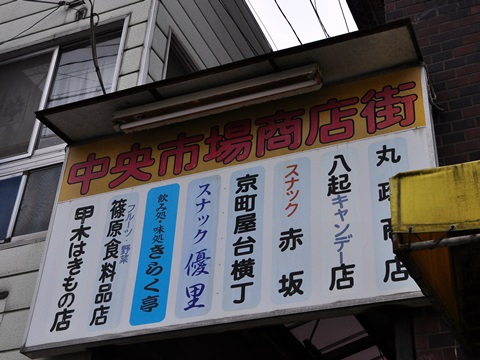 中央市場商店街
丸政商店
八起キャンデー店
スナック 赤坂
京町屋台横丁
スナック優里
飲み処・味処 きらく亭
フルーツ・野菜
篠原食料品店
甲木はきもの店